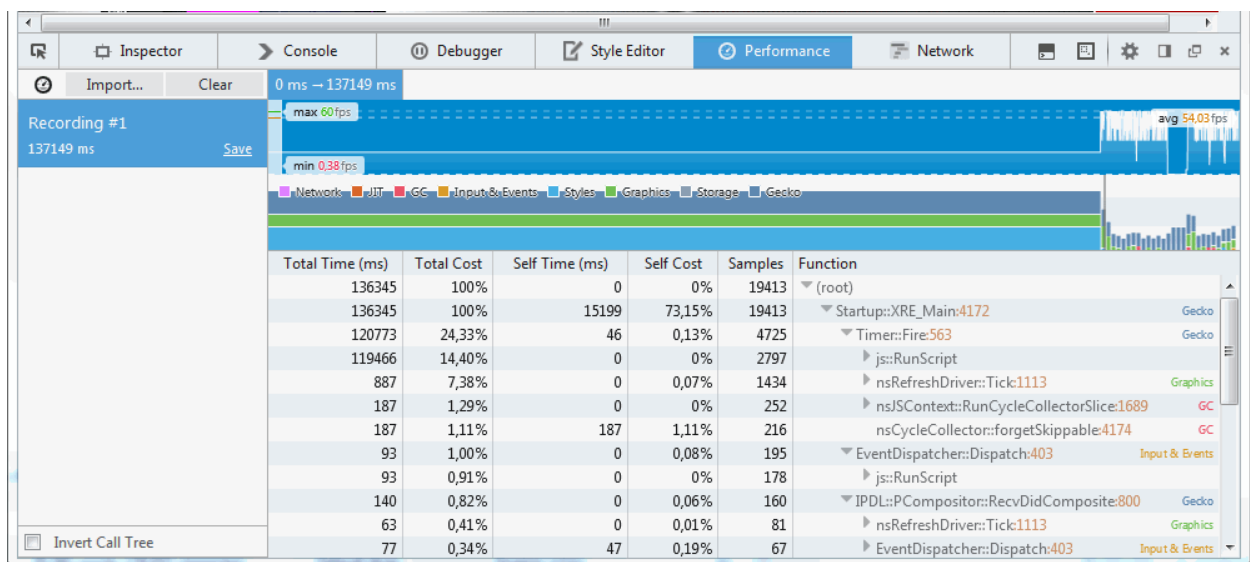 Inspector Console Debugger Style Editor Performance Network
Import... Clear 0 ms → 137149 ms
Recording #1
137149 ms Save
max 60 fps
avg 54,03 fps
min 0,38 fps
Network JIT GC Input & Events Styles Graphics Storage Gecko
Total Time (ms) Total Cost Self Time (ms) Self Cost Samples Function
136345 100% 0 0% 19413 (root)
136345 100% 15199 73,15% 19413 Startup::XRE_Main:4172 Gecko
120773 24,33% 46 0,13% 4725 Timer::Fire:563 Gecko
119466 14,40% 0 0% 2797 js::RunScript
887 7,38% 0 0,07% 1434 nsRefreshDriver::Tick:1113 Graphics
187 1,29% 0 0% 252 nsJSContext::RunCycleCollectorSlice:1689 GC
187 1,11% 187 1,11% 216 nsCycleCollector::forgetSkippable:4174 GC
93 1,00% 0 0,08% 195 EventDispatcher::Dispatch:403 Input & Events
93 0,91% 0 0% 178 js::RunScript
140 0,82% 0 0,06% 160 IPDL::PCompositor::RecvDidComposite:800 Gecko
63 0,41% 0 0,01% 81 nsRefreshDriver::Tick:1113 Graphics
77 0,34% 47 0,19% 67 EventDispatcher::Dispatch:403 Input & Events
Invert Call Tree